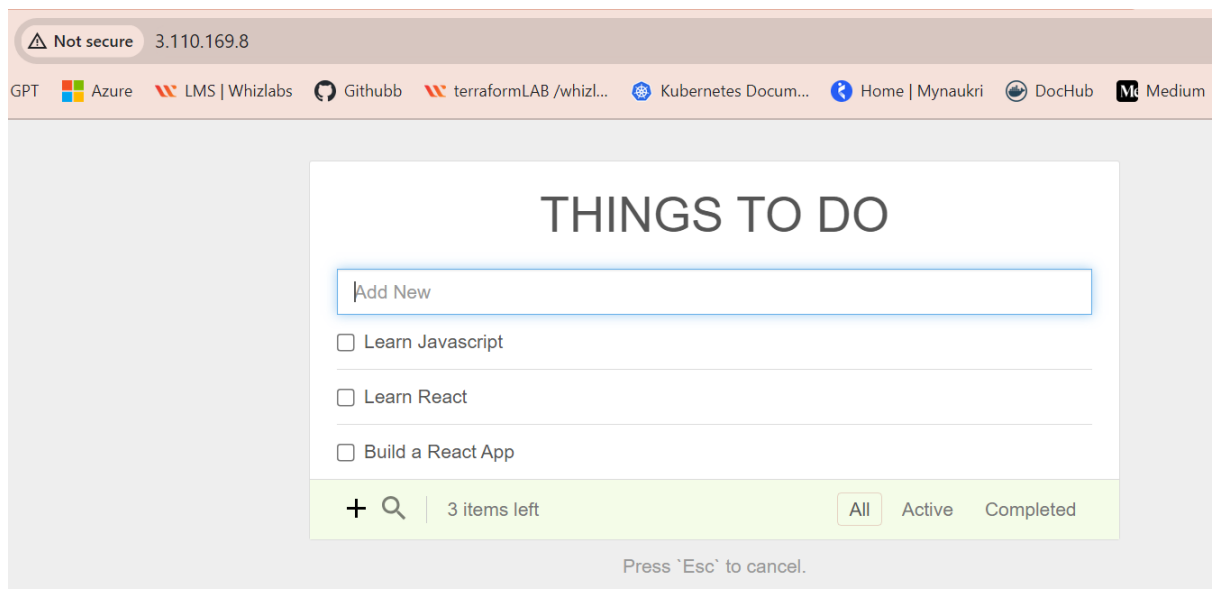 Not secure 3.110.169.8
GPT Azure LMS | Whizlabs Githubb terraformLAB /whizl... Kubernetes Docum... Home | Mynaukri DocHub Medium
THINGS TO DO
Add New
Learn Javascript
Learn React
Build a React App
3 items left All Active Completed
Press `Esc` to cancel.